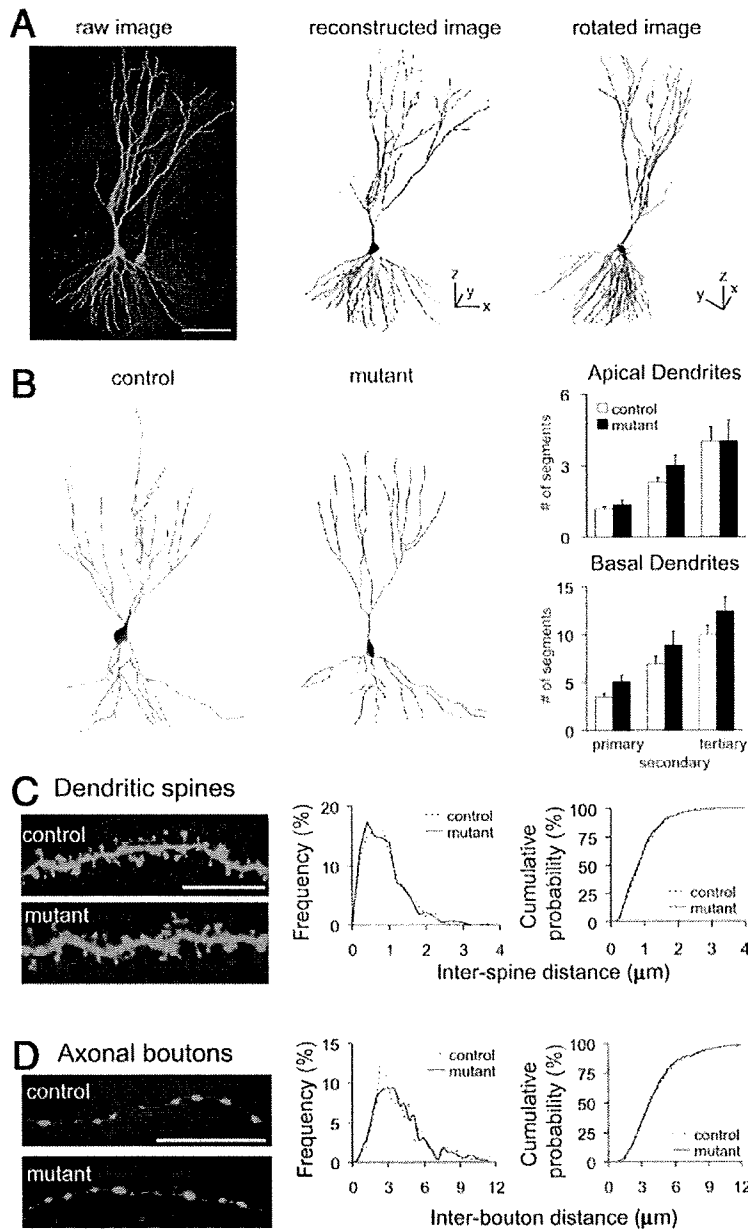 A
raw image
reconstructed image
rotated image
z
y
x
z
y
x
B
control
mutant
Apical Dendrites
# of segments
6
3
0
control
mutant
Basal Dendrites
# of segments
15
10
5
0
primary
secondary
tertiary
C Dendritic spines
control
mutant
Frequency (%)
20
10
0
control
mutant
0 1 2 3 4
Cumulative
probability (%)
100
75
50
25
0
control
mutant
0 1 2 3 4
Inter-spine distance (μm)
D Axonal boutons
control
mutant
Frequency (%)
15
10
5
0
control
mutant
0 3 6 9 12
Cumulative
probability (%)
100
75
50
25
0
control
mutant
0 3 6 9 12
Inter-bouton distance (μm)